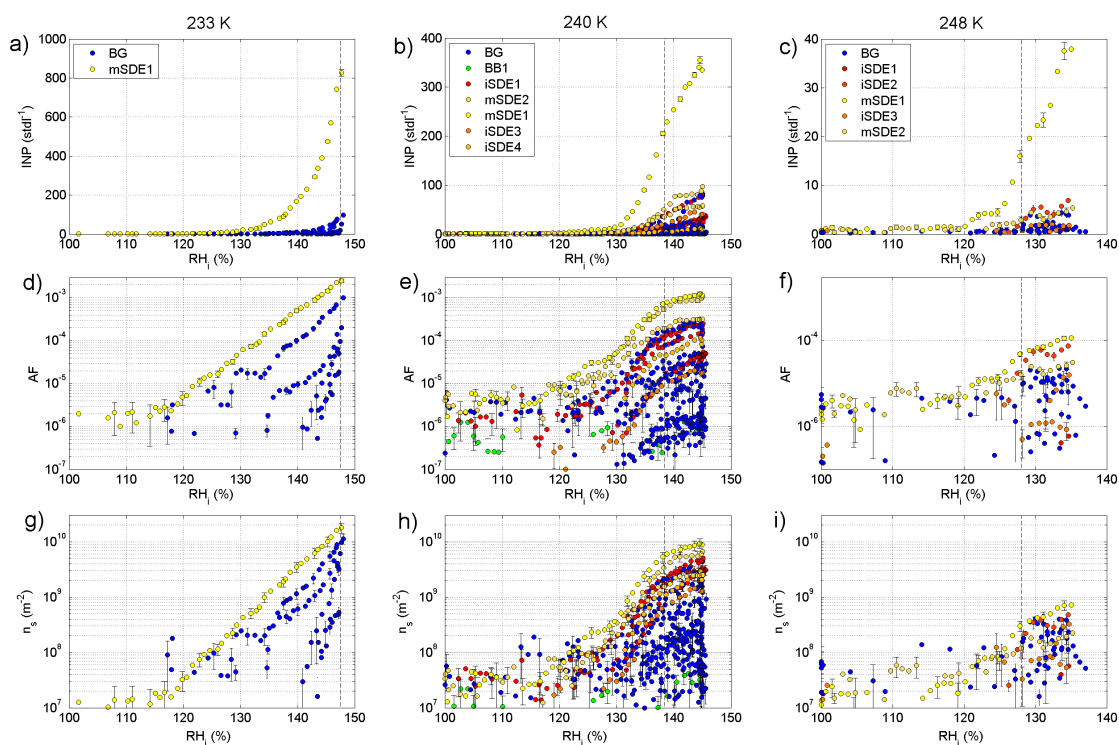 233 K
240 K
248 K
a)
INP (stdl⁻¹)
1000
800
600
400
200
0
BG
mSDE1
100 110 120 130 140 150
RHi (%)
b)
INP (stdl⁻¹)
400
300
200
100
0
BG
BB1
iSDE1
mSDE2
mSDE1
iSDE3
iSDE4
100 110 120 130 140 150
RHi (%)
c)
INP (stdl⁻¹)
40
30
20
10
0
BG
iSDE1
iSDE2
mSDE1
iSDE3
mSDE2
100 110 120 130 140
RHi (%)
d)
AF
10⁻³
10⁻⁴
10⁻⁵
10⁻⁶
10⁻⁷
100 110 120 130 140 150
RHi (%)
e)
AF
10⁻³
10⁻⁴
10⁻⁵
10⁻⁶
10⁻⁷
100 110 120 130 140 150
RHi (%)
f)
AF
10⁻⁴
10⁻⁶
100 110 120 130 140
RHi (%)
g)
ns (m⁻²)
10¹⁰
10⁹
10⁸
10⁷
100 110 120 130 140 150
RHi (%)
h)
ns (m⁻²)
10¹⁰
10⁹
10⁸
10⁷
100 110 120 130 140 150
RHi (%)
i)
ns (m⁻²)
10¹⁰
10⁹
10⁸
10⁷
100 110 120 130 140
RHi (%)